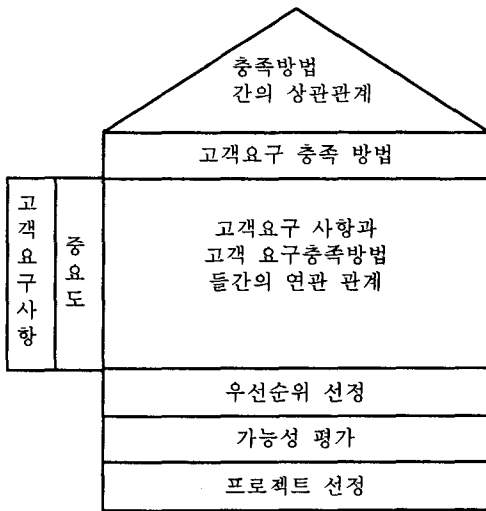 충족방법
간의 상관관계
고객요구 충족 방법
고객요구사항
중요도
고객요구 사항과
고객 요구충족방법
들간의 연관 관계
우선순위 선정
가능성 평가
프로젝트 선정